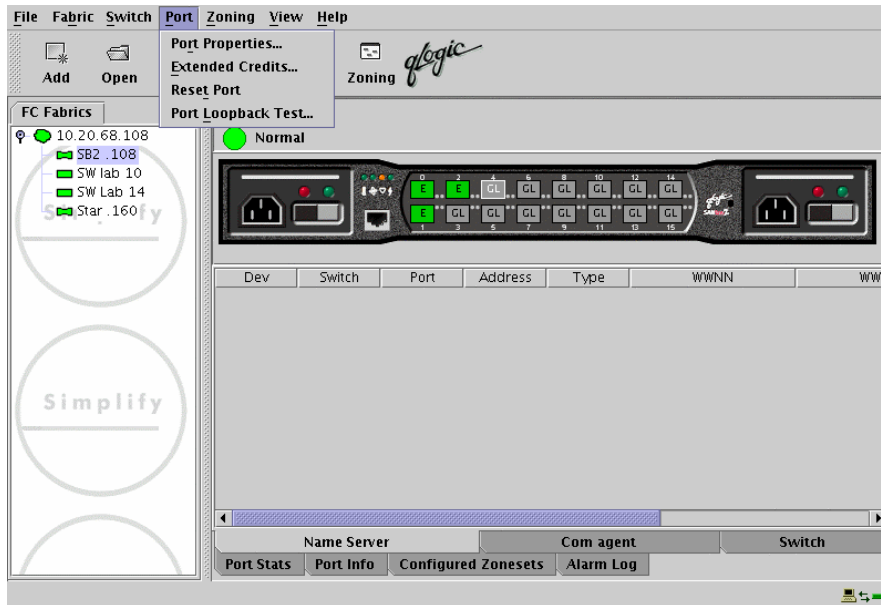 File Fabric Switch Port Zoning View Help
Port Properties...
Extended Credits...
Reset Port
Port Loopback Test...
Add Open Zoning qlogic
FC Fabrics
10.20.68.108
SB2 .108
SW lab 10
SW Lab 14
Star .160
Simplify
Simplify
Normal
0 2 4 8 10 12 14
E E GL GL GL GL GL GL
E GL GL GL GL GL GL GL
1 3 5 7 9 11 13 15
Dev Switch Port Address Type WWNN WW
Name Server Com agent Switch
Port Stats Port Info Configured Zonesets Alarm Log